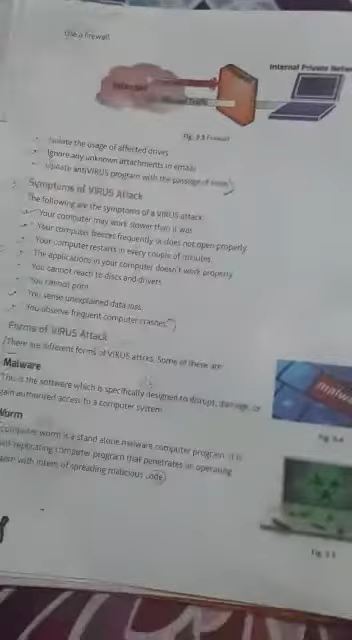 Use a firewall
Internal Private Netw
Internet
Fig. 9.3 Firewall
Isolate the usage of affected drives
Ignore any unknown attachments in emails
Update antiVIRUS program with the passage of time
Symptoms of VIRUS Attack
The following are the symptoms of a VIRUS attack:
Your computer may work slower than it was
Your computer freezes frequently or does not open properly
Your computer restarts in every couple of minutes
The applications in your computer doesn't work properly
You cannot reach to discs and drivers
You cannot print
You sense unexplained data loss
You observe frequent computer crashes
Forms of VIRUS Attack
There are different forms of VIRUS attcks. Some of these are:
Malware
This is the software which is specifically designed to disrupt, damage, or
gain authorized access to a computer system
malw
Worm
computer worm is a stand alone malware computer program. It is
self-replicating computer program that penetrates an operating
with intent of spreading malicious code
Fig.
Fig.